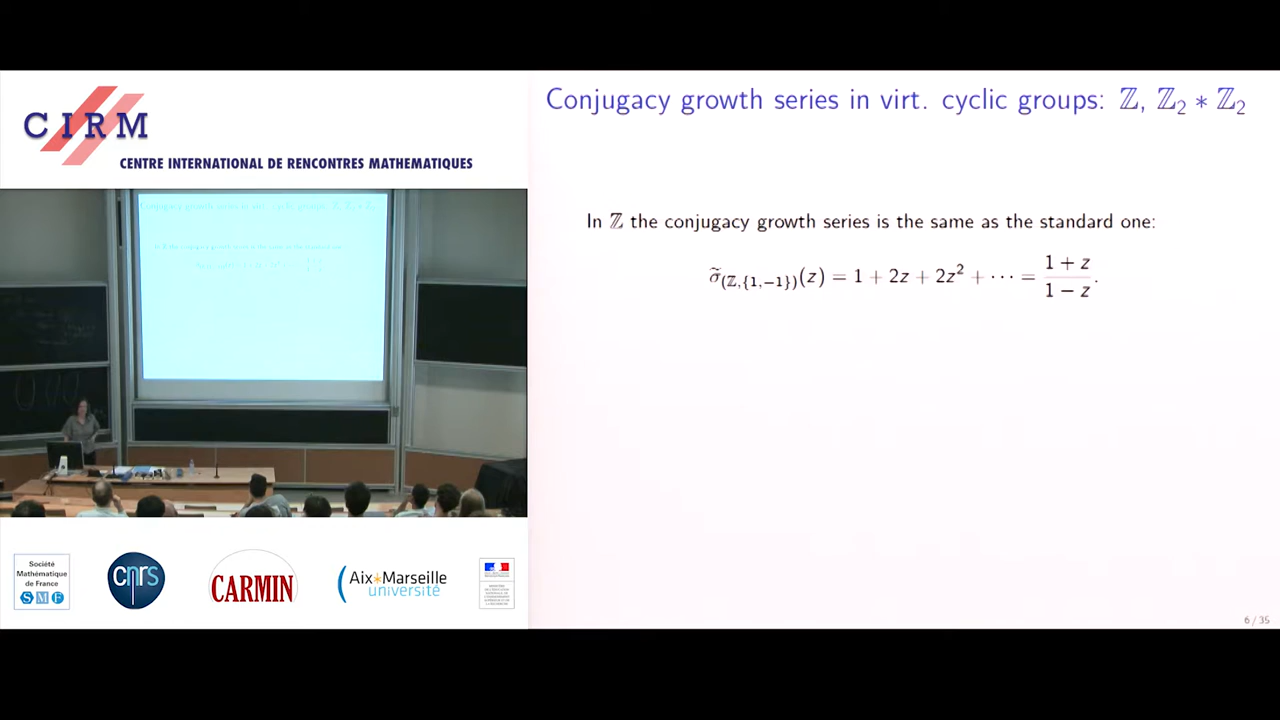 CIRM
CENTRE INTERNATIONAL DE RENCONTRES MATHEMATIQUES
Conjugacy growth series in virt. cyclic groups: ℤ, ℤ₂ ∗ ℤ₂
In ℤ the conjugacy growth series is the same as the standard one:
σ̃_(ℤ,{1,−1})(z) = 1 + 2z + 2z² + ⋯ = (1 + z)/(1 − z).
Société
Mathématique
de France
SMF
cnrs
CARMIN
Aix∗Marseille
université
6 / 35